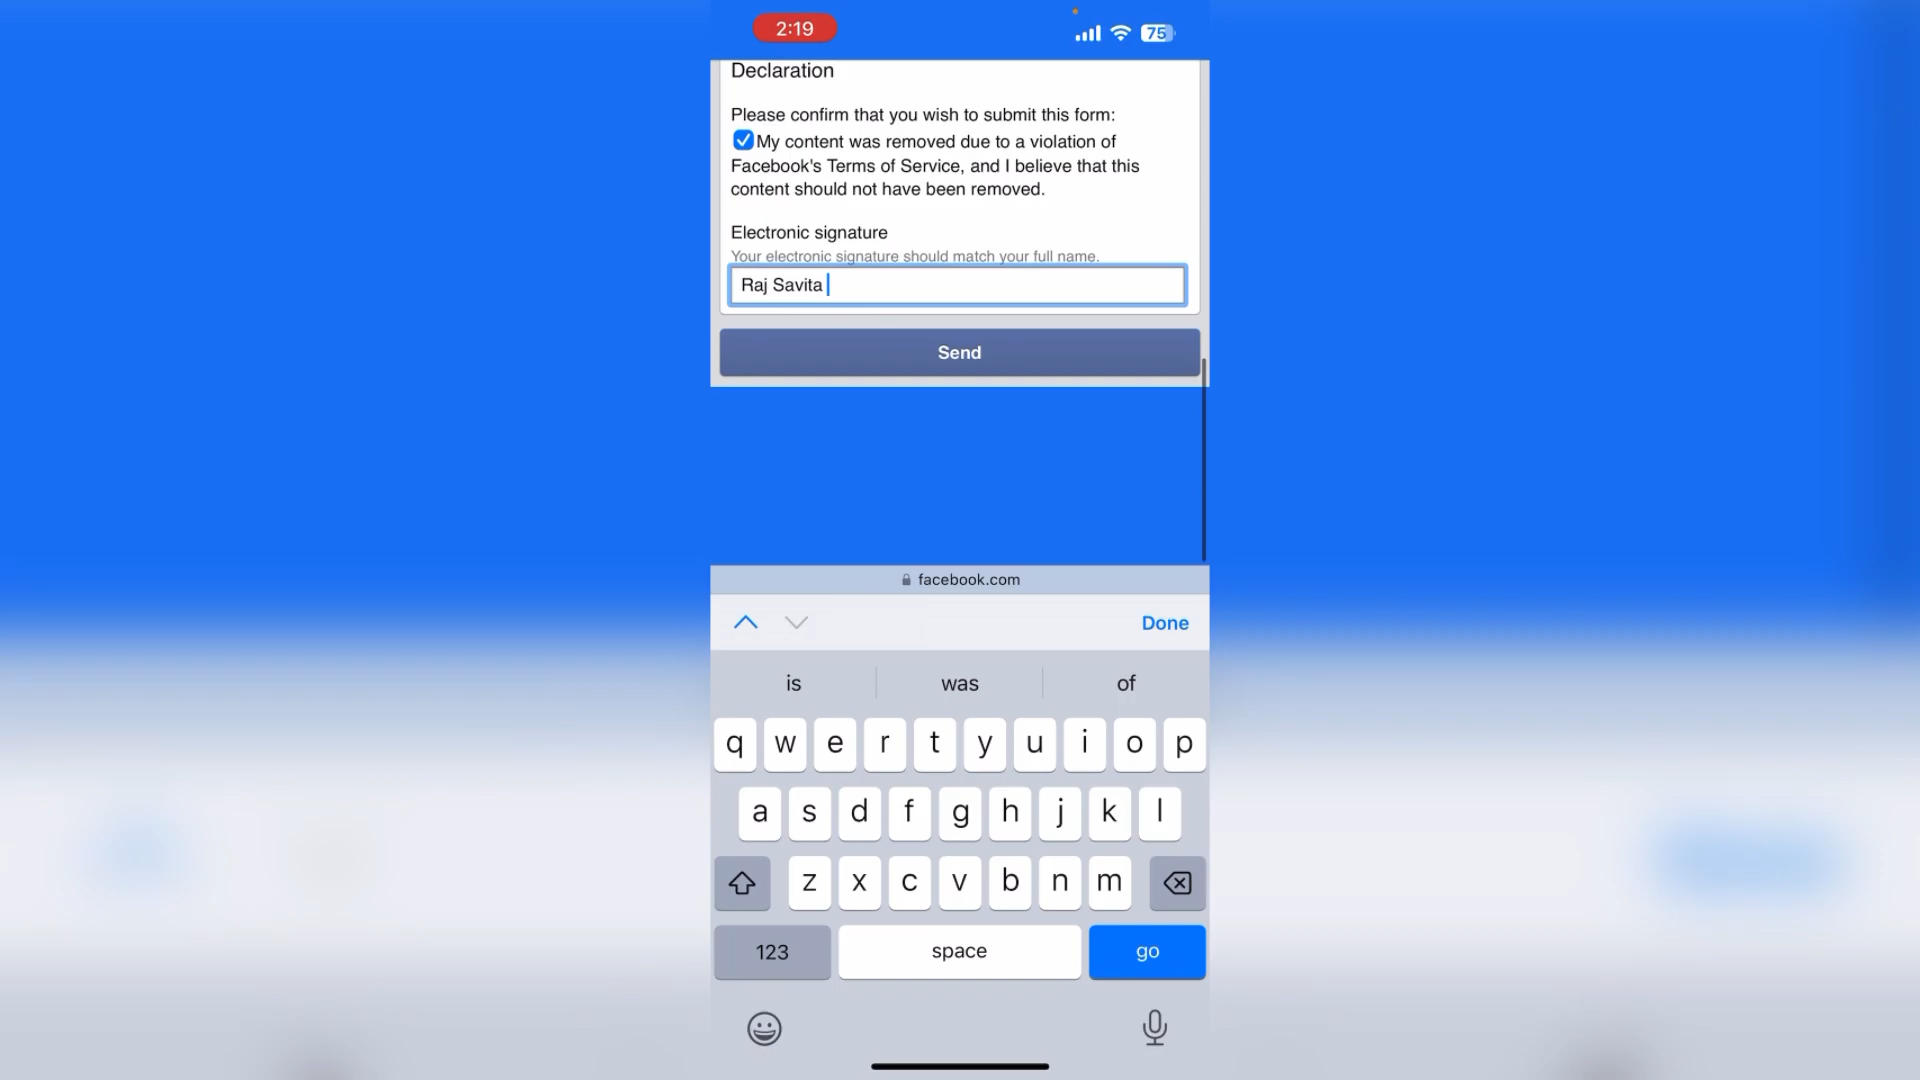 2:19
75
Declaration
Please confirm that you wish to submit this form:
My content was removed due to a violation of
Facebook's Terms of Service, and I believe that this
content should not have been removed.
Electronic signature
Your electronic signature should match your full name.
Raj Savita
Send
facebook.com
Done
is was of
q w e r t y u i o p
a s d f g h j k l
z x c v b n m
123 space go